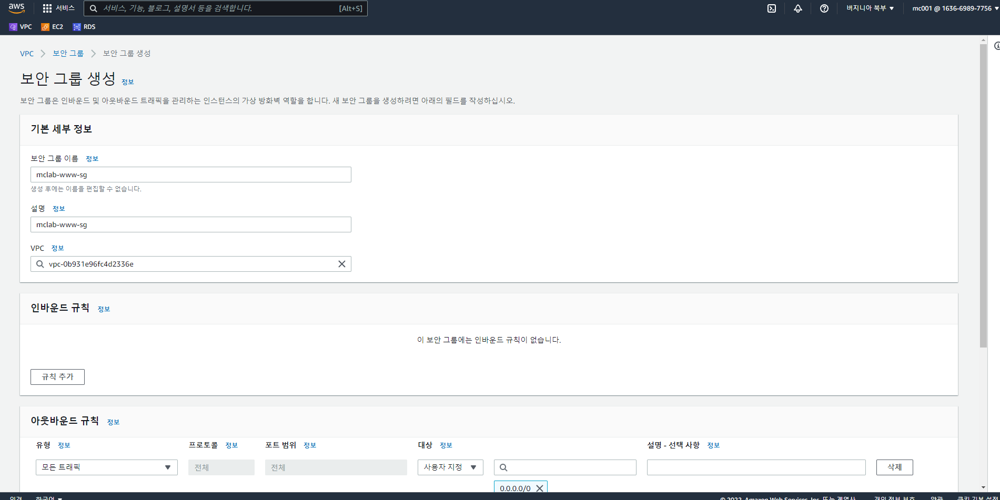 aws 서비스 서비스, 기능, 블로그, 설명서 등을 검색합니다. [Alt+S] 버지니아 북부 ▼ mc001 @ 1636-6989-7756 ▼
VPC EC2 RDS
VPC > 보안 그룹 > 보안 그룹 생성
보안 그룹 생성 정보
보안 그룹은 인바운드 및 아웃바운드 트래픽을 관리하는 인스턴스의 가상 방화벽 역할을 합니다. 새 보안 그룹을 생성하려면 아래의 필드를 작성하십시오.
기본 세부 정보
보안 그룹 이름 정보
mclab-www-sg
생성 후에는 이름을 편집할 수 없습니다.
설명 정보
mclab-www-sg
VPC 정보
vpc-0b931e96fc4d2336e
인바운드 규칙 정보
이 보안 그룹에는 인바운드 규칙이 없습니다.
규칙 추가
아웃바운드 규칙 정보
유형 정보 프로토콜 정보 포트 범위 정보 대상 정보 설명 - 선택 사항 정보
모든 트래픽 전체 전체 사용자 지정 삭제
0.0.0.0/0
의견 한국어 © 2022, Amazon Web Services, Inc. 또는 계열사. 개인 정보 보호 약관 쿠키 기본 설정